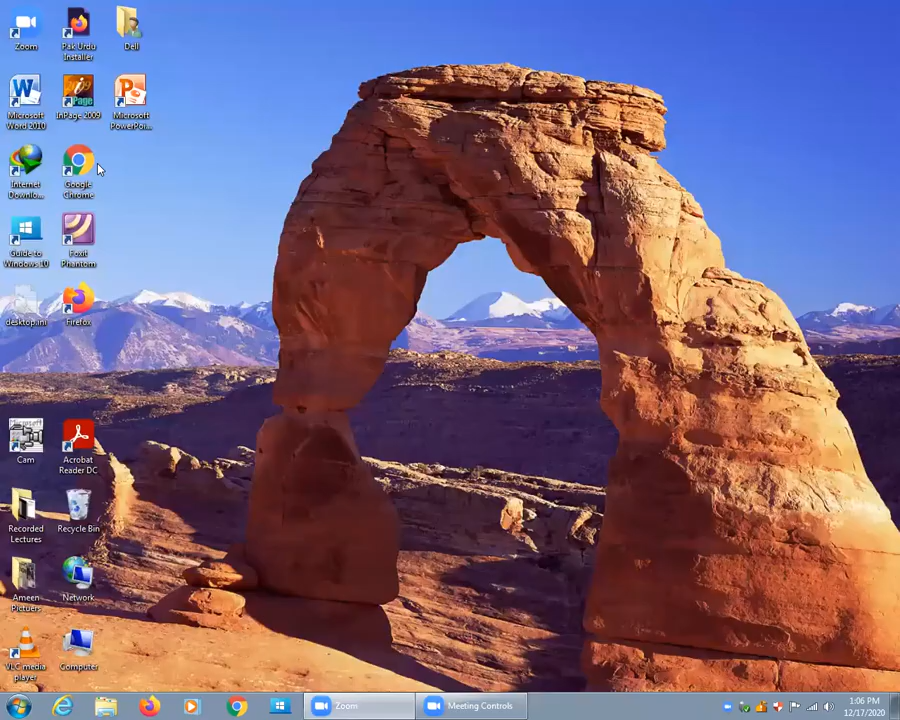 Zoom
Pak Urdu
Installer
Dell
Microsoft
Word 2010
InPage 2009
Microsoft
PowerPoi...
Internet
Downlo...
Google
Chrome
Guide to
Windows 10
Foxit
Phantom
desktop.ini
Firefox
Cam
Acrobat
Reader DC
Recorded
Lectures
Recycle Bin
Ameen
Pictuers
Network
VLC media
player
Computer
Zoom
Meeting Controls
1:06 PM
12/17/2020